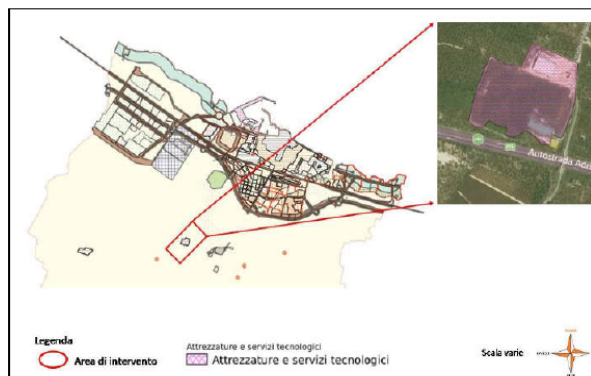 Autostrada Adri
Legenda
Area di intervento
Attrezzature e servizi tecnologici
Attrezzature e servizi tecnologici
Scala varie